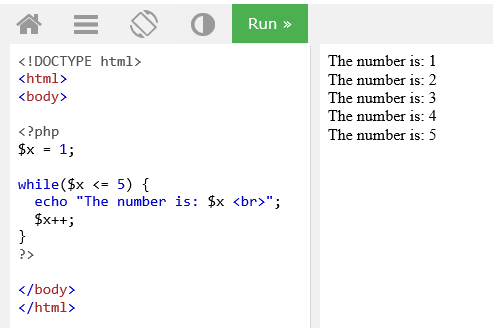 Run »
<!DOCTYPE html>
<html>
<body>

<?php
$x = 1;

while($x <= 5) {
  echo "The number is: $x <br>";
  $x++;
}
?>

</body>
</html>
The number is: 1
The number is: 2
The number is: 3
The number is: 4
The number is: 5